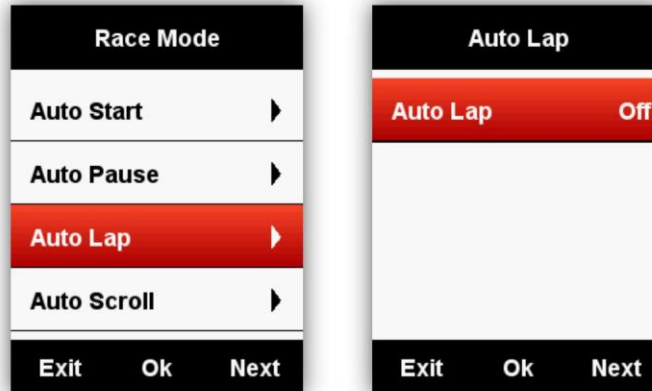 Race Mode
Auto Start
Auto Pause
Auto Lap
Auto Scroll
Exit Ok Next
Auto Lap
Auto Lap Off
Exit Ok Next